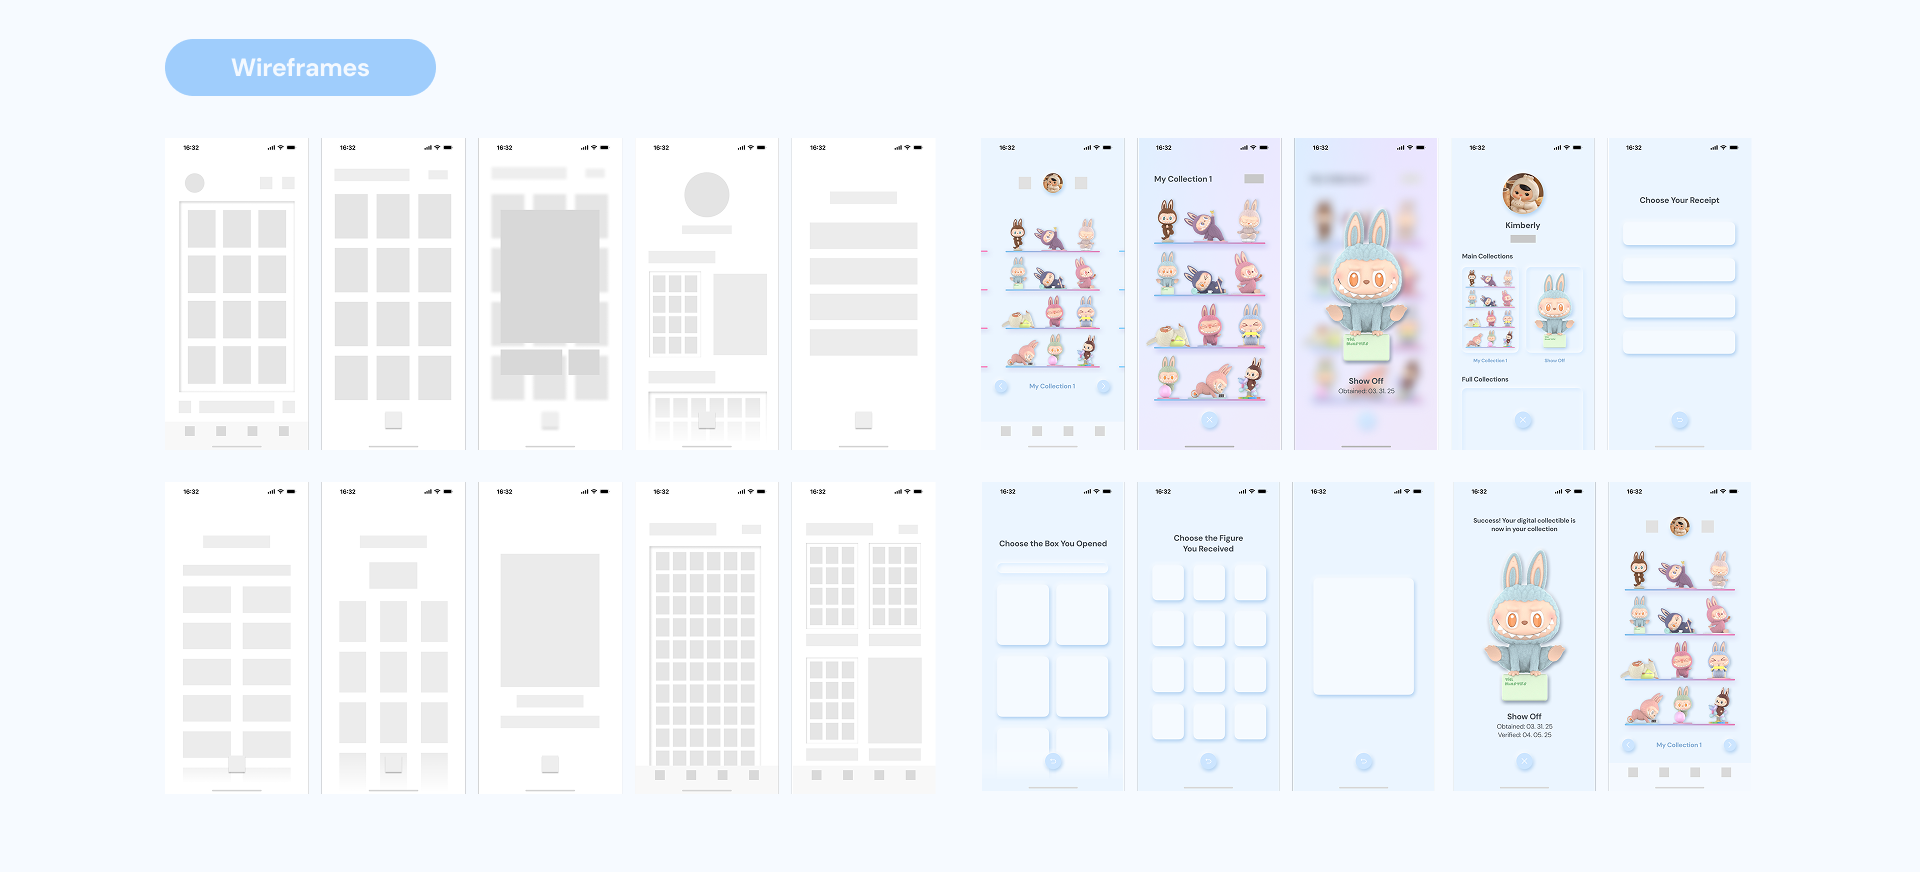 Wireframes
16:32
16:32
16:32
16:32
16:32
16:32
16:32
My Collection 1
16:32
16:32
16:32
My Collection 1
Show Off
Obtained: 03. 31. 25
Kimberly
Main Collections
My Collection 1
Show Off
Full Collections
Choose Your Receipt
16:32
16:32
16:32
16:32
16:32
16:32
16:32
16:32
16:32
16:32
Choose the Box You Opened
Choose the Figure
You Received
Success! Your digital collectible is
now in your collection
Show Off
Obtained: 03. 31. 25
Verified: 04. 05. 25
My Collection 1